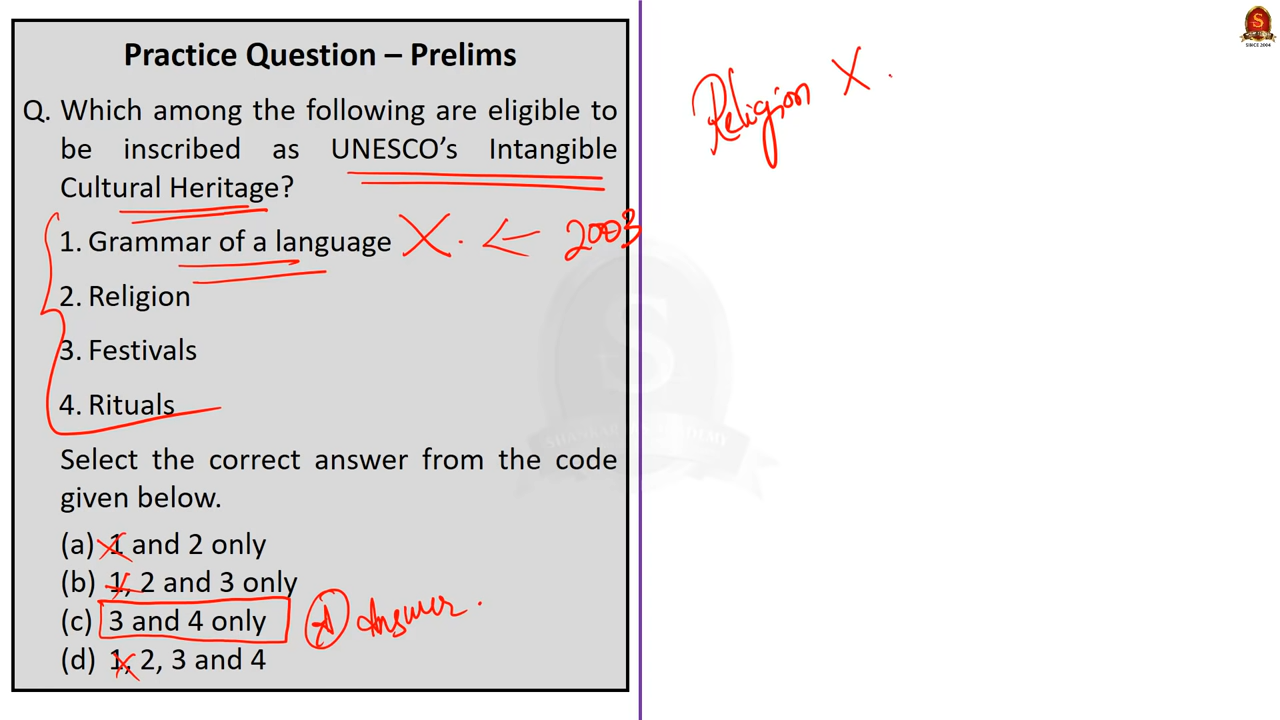 Practice Question – Prelims
Q. Which among the following are eligible to
be inscribed as UNESCO's Intangible
Cultural Heritage?
1. Grammar of a language X. ← 2003
2. Religion
3. Festivals
4. Rituals
Select the correct answer from the code
given below.
(a) 1 and 2 only
(b) 1, 2 and 3 only
(c) 3 and 4 only Answer.
(d) 1, 2, 3 and 4
Religion X.
S
SINCE 2004